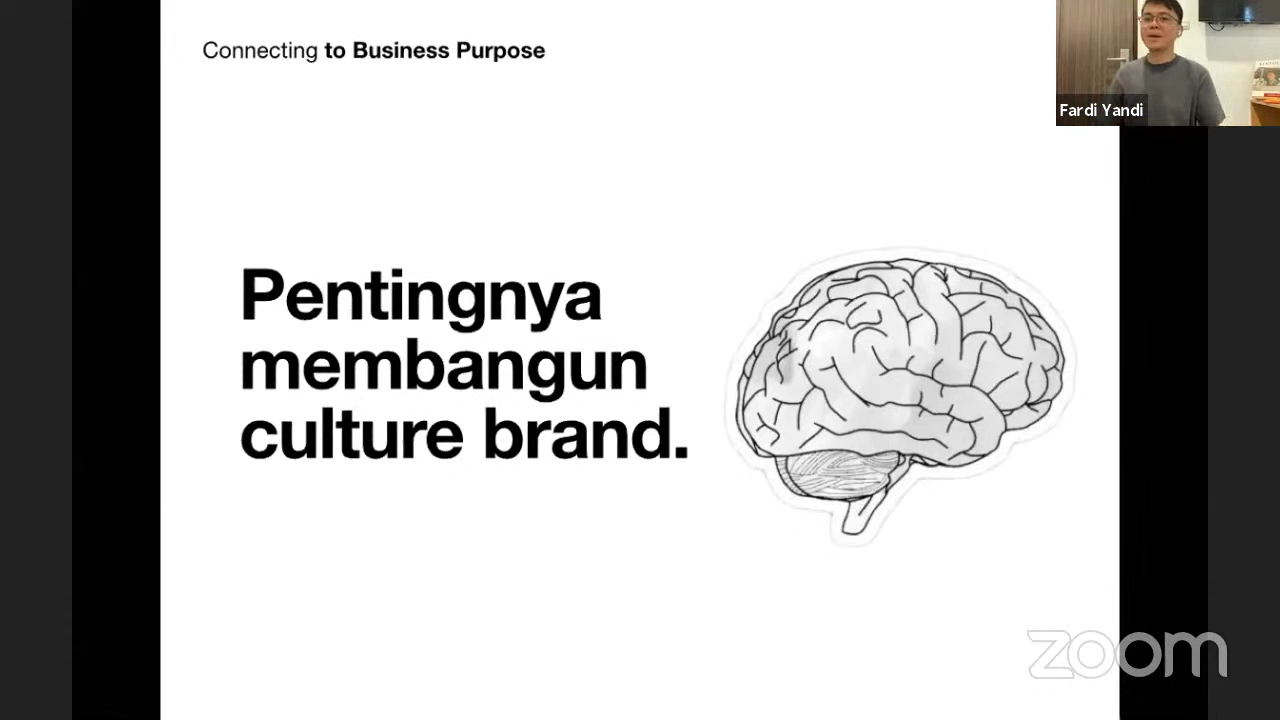 Connecting to Business Purpose
Fardi Yandi
Pentingnya
membangun
culture brand.
zoom